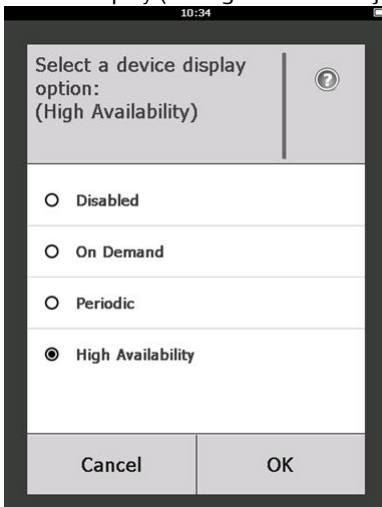 10:34
Select a device display
option:
(High Availability)
?
Disabled
On Demand
Periodic
High Availability
Cancel
OK